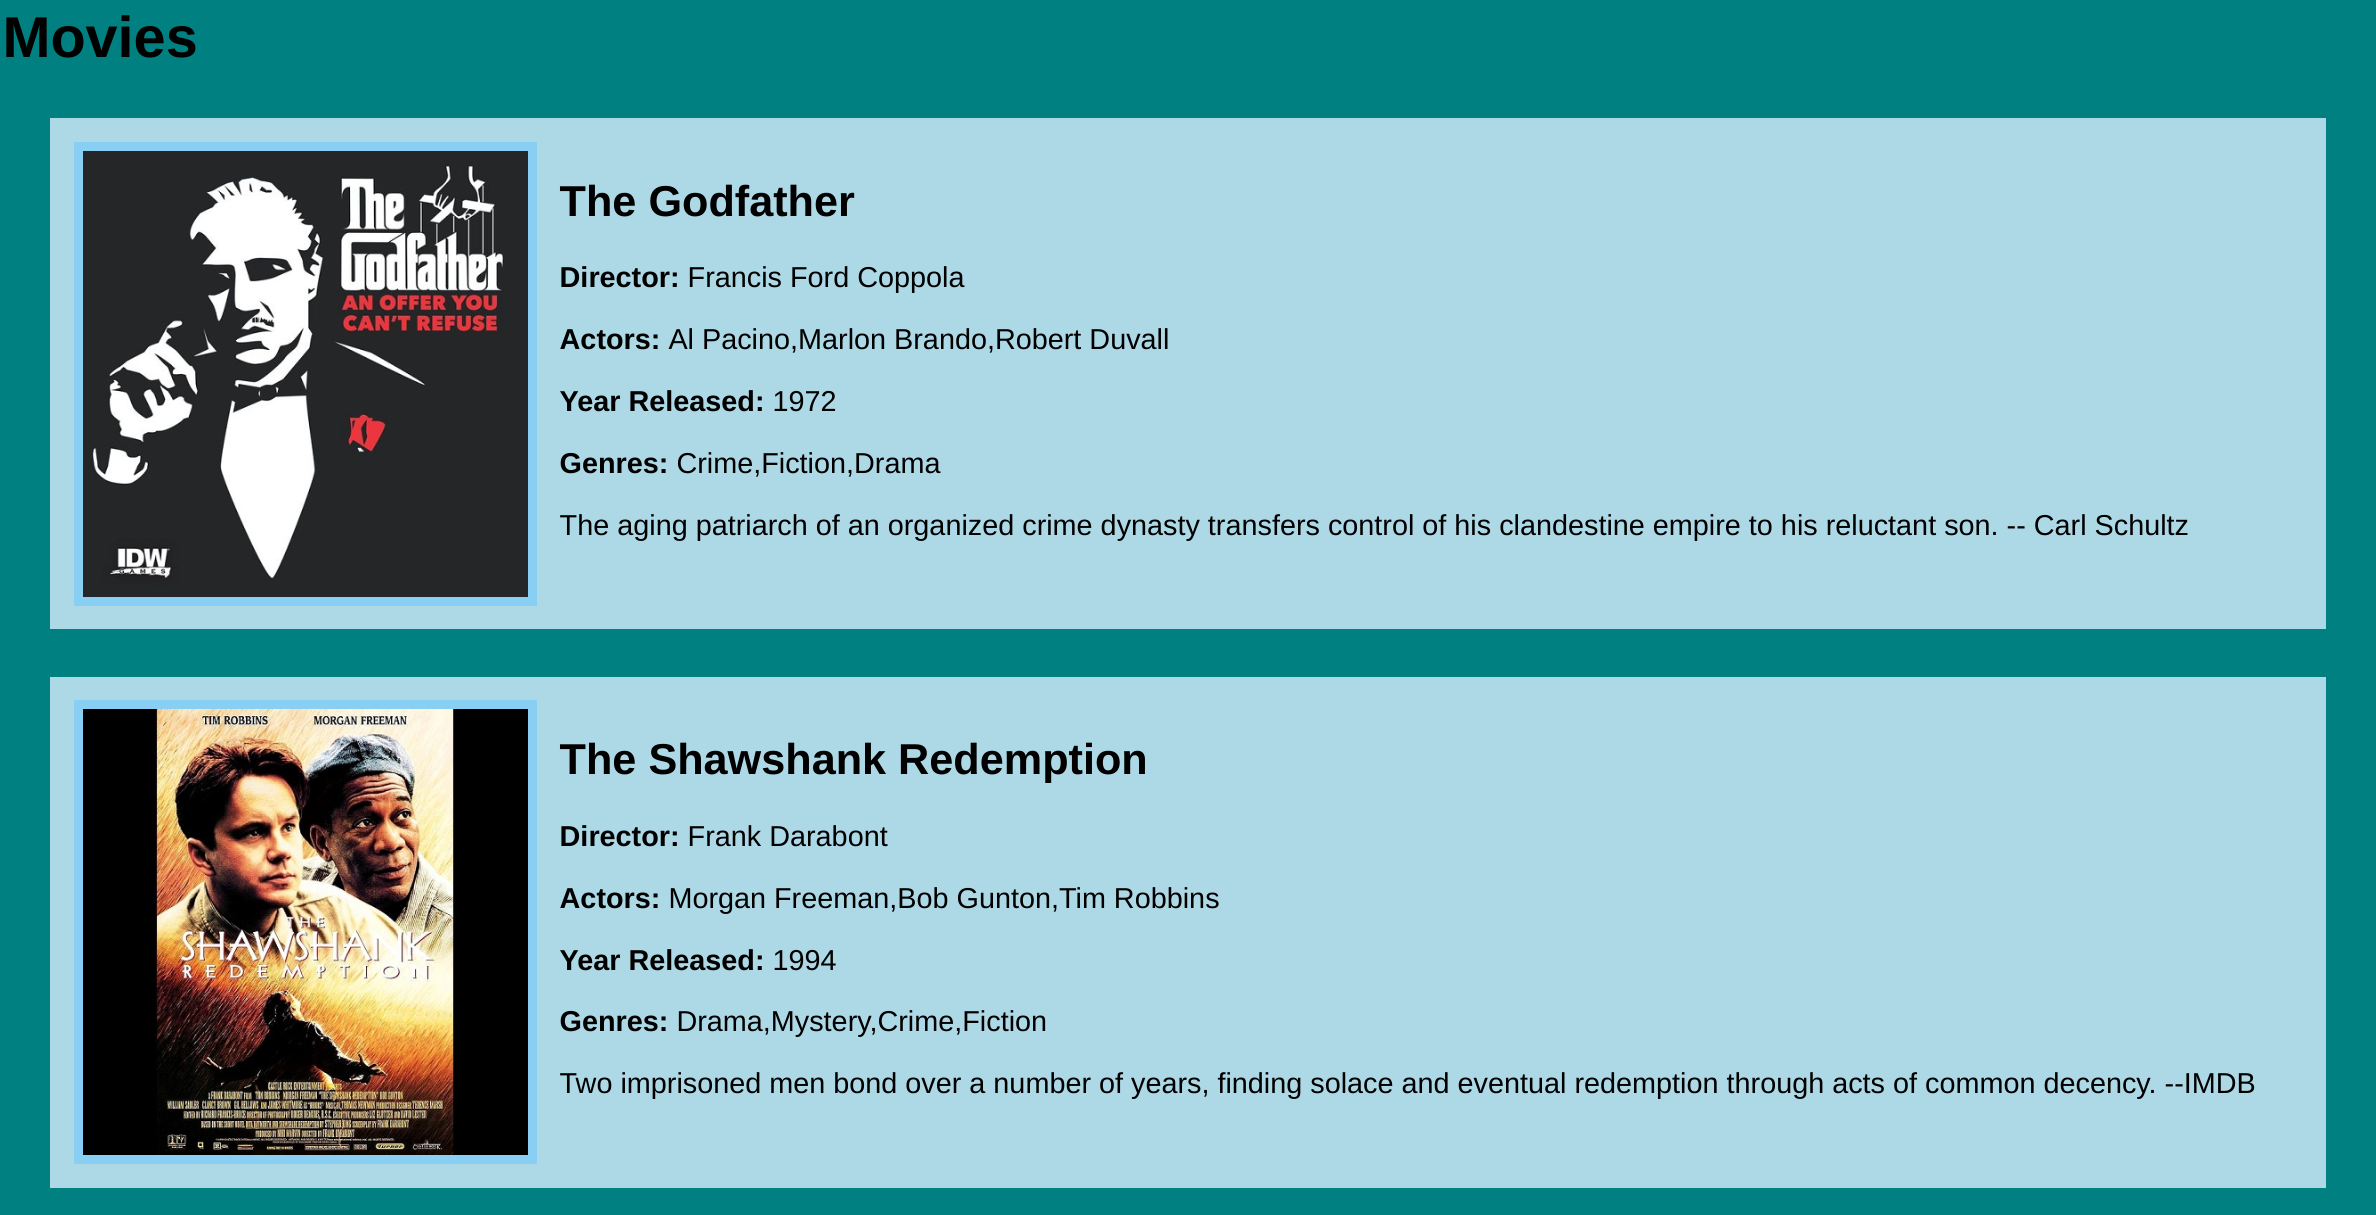 Movies
The
Godfather
AN OFFER YOU
CAN'T REFUSE
IDW
GAMES
The Godfather
Director: Francis Ford Coppola
Actors: Al Pacino,Marlon Brando,Robert Duvall
Year Released: 1972
Genres: Crime,Fiction,Drama
The aging patriarch of an organized crime dynasty transfers control of his clandestine empire to his reluctant son. -- Carl Schultz
TIM ROBBINS MORGAN FREEMAN
THE
SHAWSHANK
REDEMPTION
The Shawshank Redemption
Director: Frank Darabont
Actors: Morgan Freeman,Bob Gunton,Tim Robbins
Year Released: 1994
Genres: Drama,Mystery,Crime,Fiction
Two imprisoned men bond over a number of years, finding solace and eventual redemption through acts of common decency. --IMDB